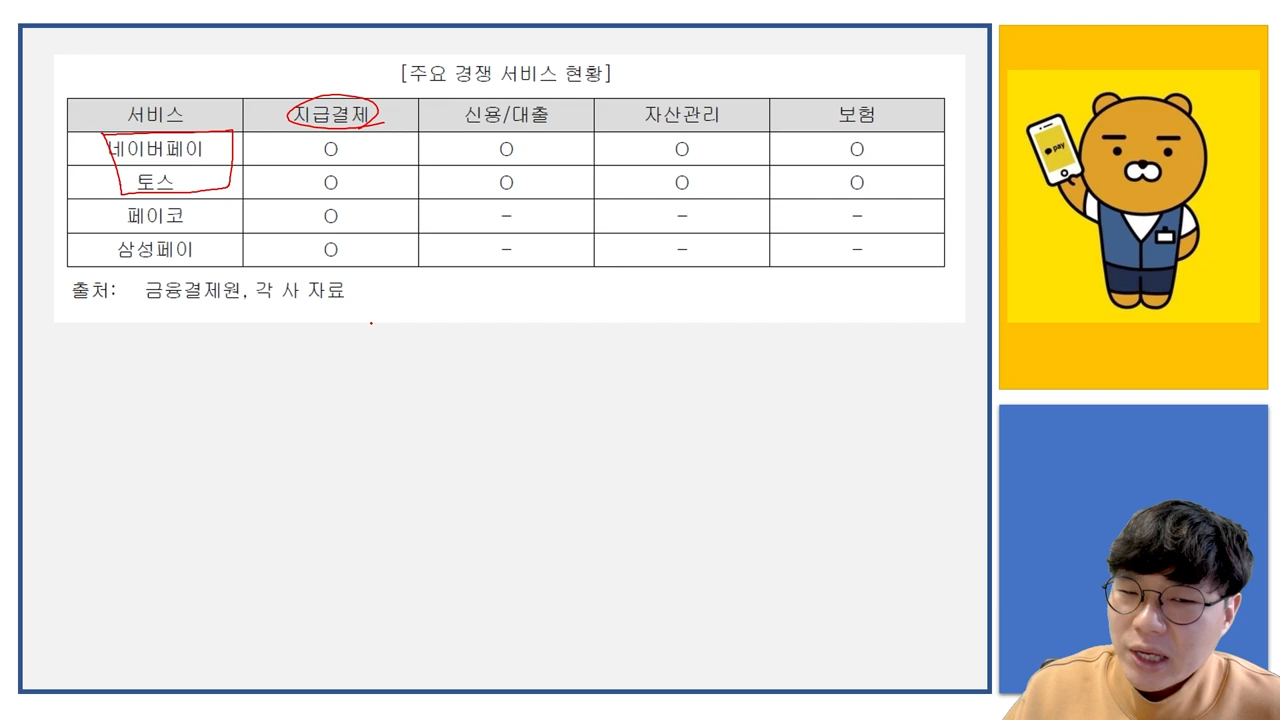 [주요 경쟁 서비스 현황]
서비스 지급결제 신용/대출 자산관리 보험
네이버페이 O O O O
토스 O O O O
페이코 O - - -
삼성페이 O - - -
출처: 금융결제원, 각 사 자료
pay